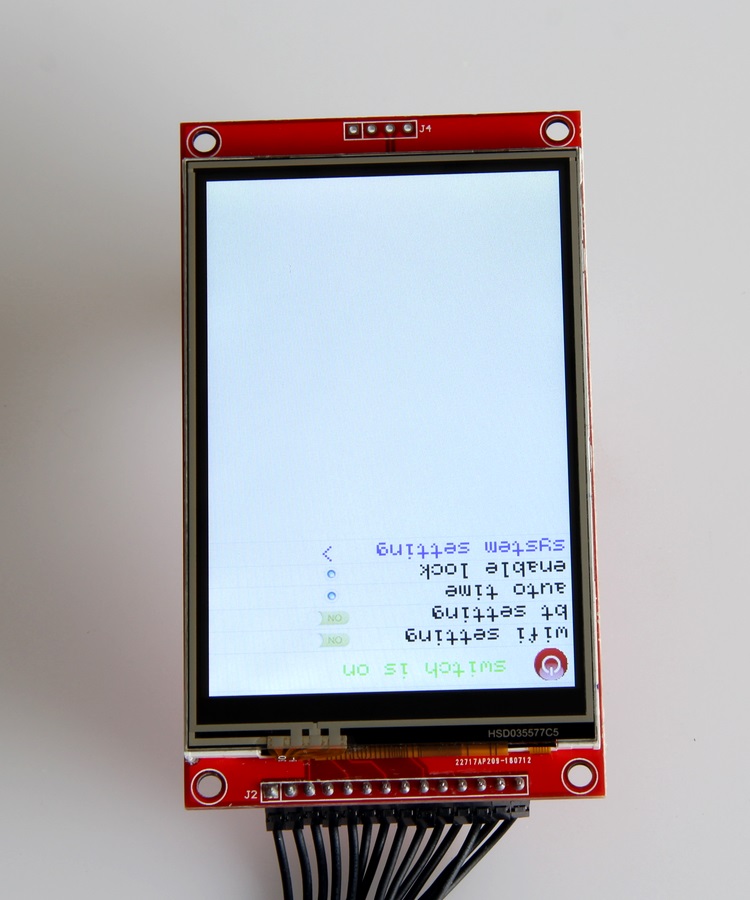 J4
switch is on
wifi setting ON
bt setting ON
auto time
enable lock
system setting >
HSD035577C5
22717AP209-180712
J2